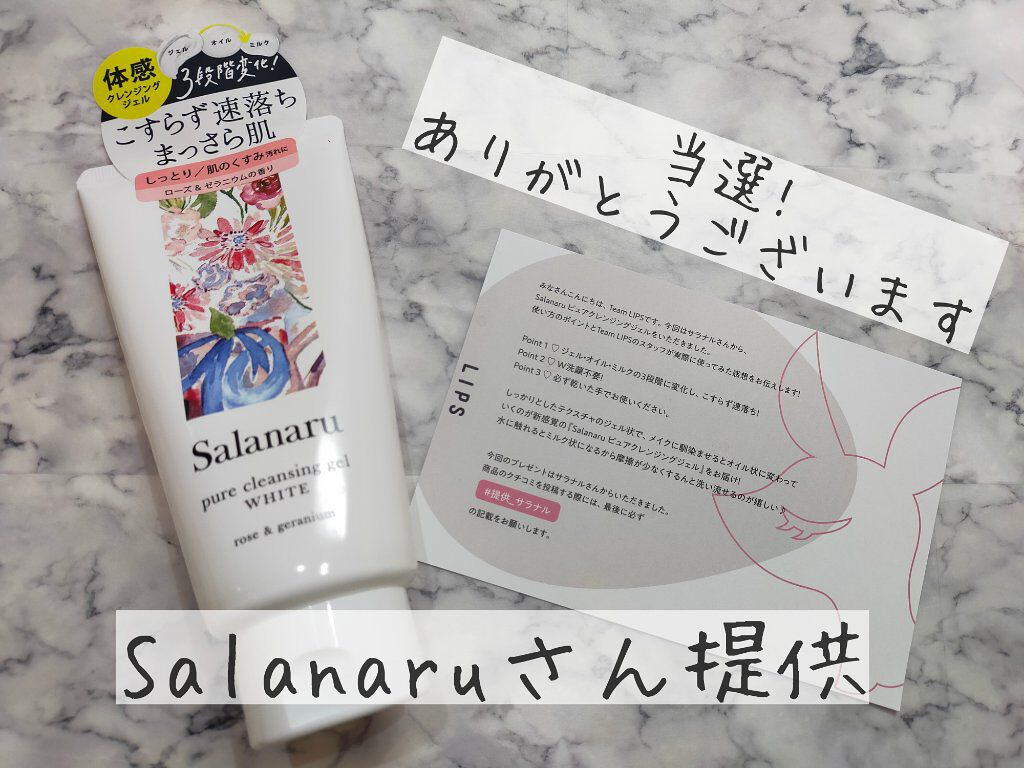 ジェル
オイル
ミルク
体感
クレンジング
ジェル
3段階変化!
こすらず速落ち
まっさら肌
しっとり/肌のくすみ汚れに
ローズ&ゼラニウムの香り
Salanaru
pure cleansing gel
WHITE
rose & geranium
当選!
ありがとうございます
LIPS
みなさんこんにちは、Team LIPSです。今回はサラナルさんから、
Salanaru ピュアクレンジングジェルをいただきました。
使い方のポイントとTeam LIPSのスタッフが実際に使ってみた感想をお伝えします!
Point 1 ♡ ジェル・オイル・ミルクの3段階に変化し、こすらず速落ち!
Point 2 ♡ W洗顔不要!
Point 3 ♡ 必ず乾いた手でお使いください。
しっかりとしたテクスチャのジェル状で、メイクに馴染ませるとオイル状に変わって
いくのが新感覚の『Salanaru ピュアクレンジングジェル』をお届け!
水に触れるとミルク状になるから摩擦が少なくするんと洗い流せるのが嬉しい♪
今回のプレゼントはサラナルさんからいただきました。
商品のクチコミを投稿する際には、最後に必ず
#提供_サラナル
の記載をお願いします。
Salanaruさん提供